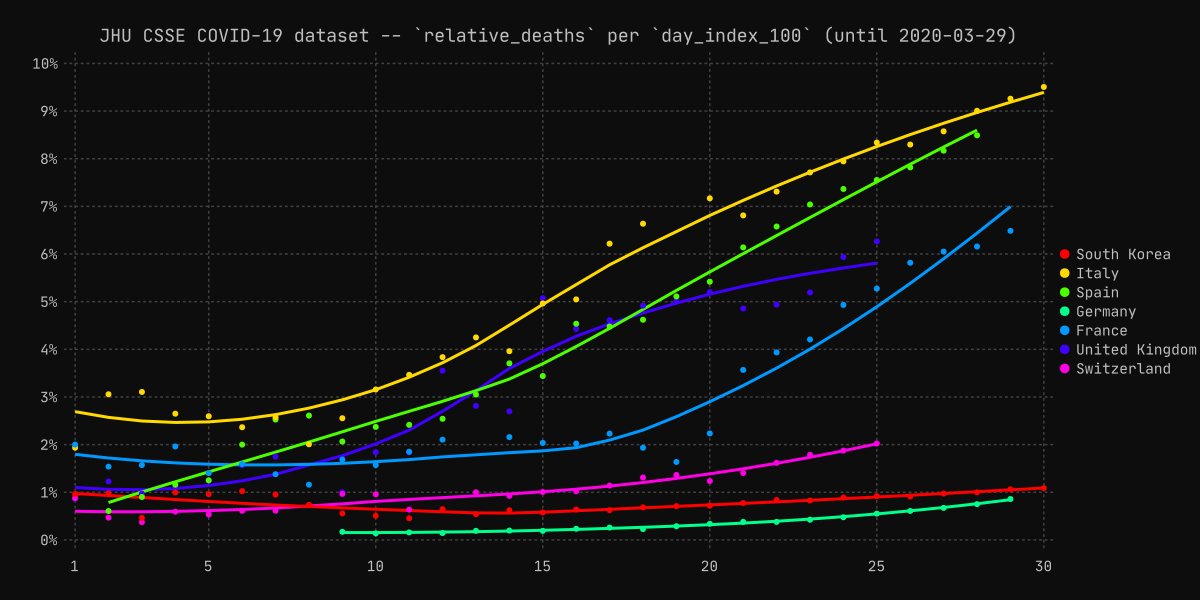 JHU CSSE COVID-19 dataset -- `relative_deaths` per `day_index_100` (until 2020-03-29)
10%
9%
8%
7%
6%
5%
4%
3%
2%
1%
0%
1 5 10 15 20 25 30
South Korea
Italy
Spain
Germany
France
United Kingdom
Switzerland